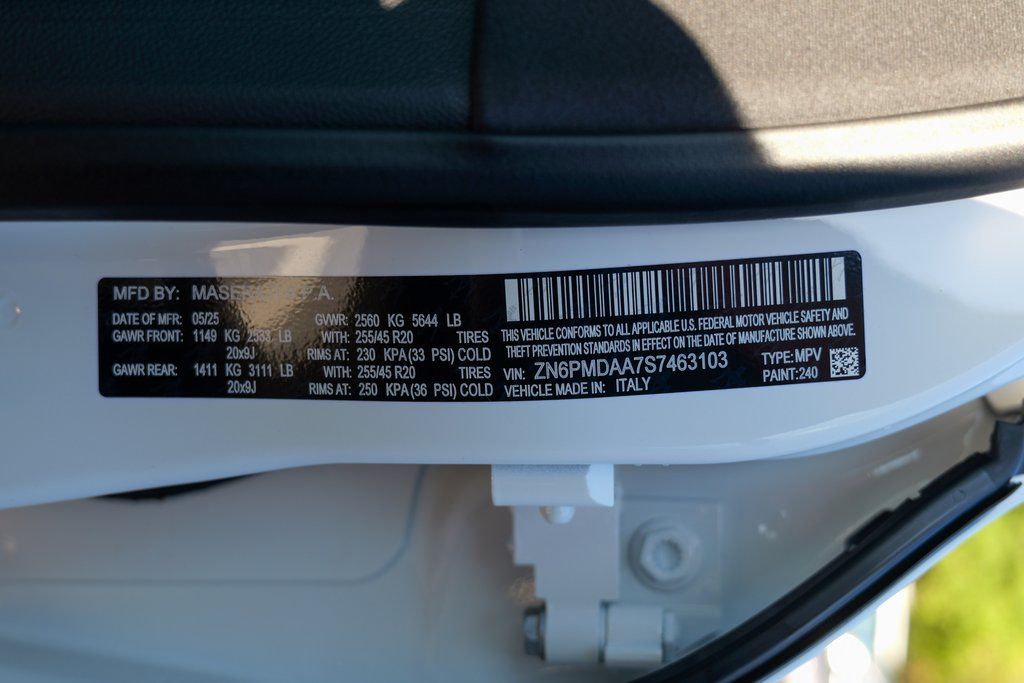 MFD BY: MASERATI S.P.A.
DATE OF MFR: 05/25 GVWR: 2560 KG 5644 LB
GAWR FRONT: 1149 KG 2533 LB WITH: 255/45 R20 TIRES
20x9J RIMS AT: 230 KPA (33 PSI) COLD
GAWR REAR: 1411 KG 3111 LB WITH: 255/45 R20 TIRES
20x9J RIMS AT: 250 KPA (36 PSI) COLD
THIS VEHICLE CONFORMS TO ALL APPLICABLE U.S. FEDERAL MOTOR VEHICLE SAFETY AND
THEFT PREVENTION STANDARDS IN EFFECT ON THE DATE OF MANUFACTURE SHOWN ABOVE.
VIN: ZN6PMDAA7S7463103 TYPE: MPV
VEHICLE MADE IN: ITALY PAINT: 240